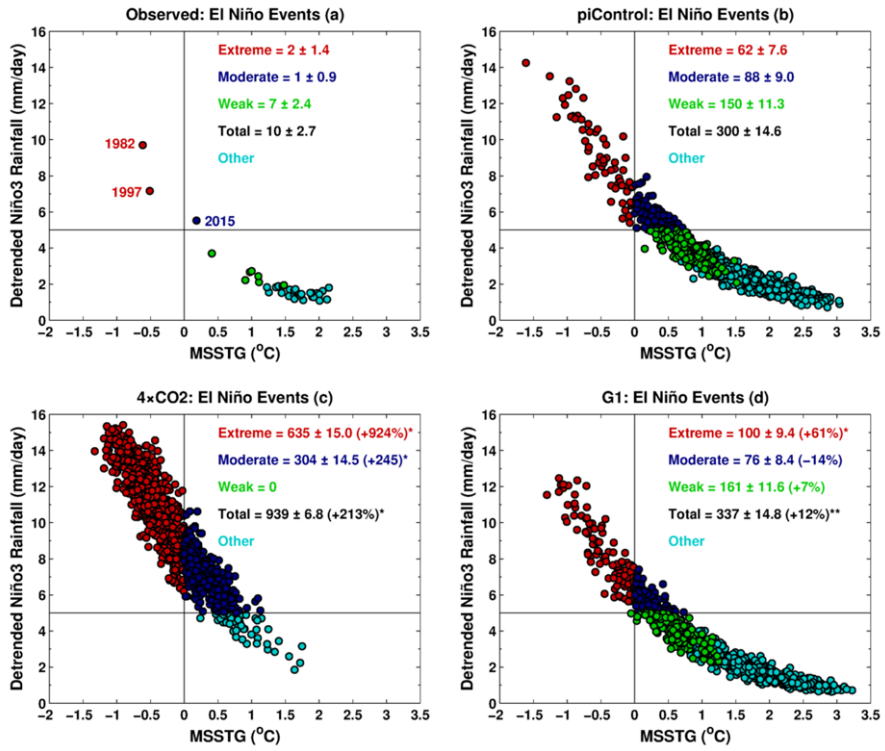 Observed: El Niño Events (a)
Detrended Niño3 Rainfall (mm/day)
16
14
12
10
8
6
4
2
0
Extreme = 2 ± 1.4
Moderate = 1 ± 0.9
Weak = 7 ± 2.4
Total = 10 ± 2.7
Other
1982
1997
2015
−2 −1.5 −1 −0.5 0 0.5 1 1.5 2 2.5 3 3.5
MSSTG (oC)
piControl: El Niño Events (b)
Detrended Niño3 Rainfall (mm/day)
16
14
12
10
8
6
4
2
0
Extreme = 62 ± 7.6
Moderate = 88 ± 9.0
Weak = 150 ± 11.3
Total = 300 ± 14.6
Other
−2 −1.5 −1 −0.5 0 0.5 1 1.5 2 2.5 3 3.5
MSSTG (oC)
4×CO2: El Niño Events (c)
Detrended Niño3 Rainfall (mm/day)
16
14
12
10
8
6
4
2
0
Extreme = 635 ± 15.0 (+924%)*
Moderate = 304 ± 14.5 (+245)*
Weak = 0
Total = 939 ± 6.8 (+213%)*
Other
−2 −1.5 −1 −0.5 0 0.5 1 1.5 2 2.5 3 3.5
MSSTG (oC)
G1: El Niño Events (d)
Detrended Niño3 Rainfall (mm/day)
16
14
12
10
8
6
4
2
0
Extreme = 100 ± 9.4 (+61%)*
Moderate = 76 ± 8.4 (−14%)
Weak = 161 ± 11.6 (+7%)
Total = 337 ± 14.8 (+12%)**
Other
−2 −1.5 −1 −0.5 0 0.5 1 1.5 2 2.5 3 3.5
MSSTG (oC)